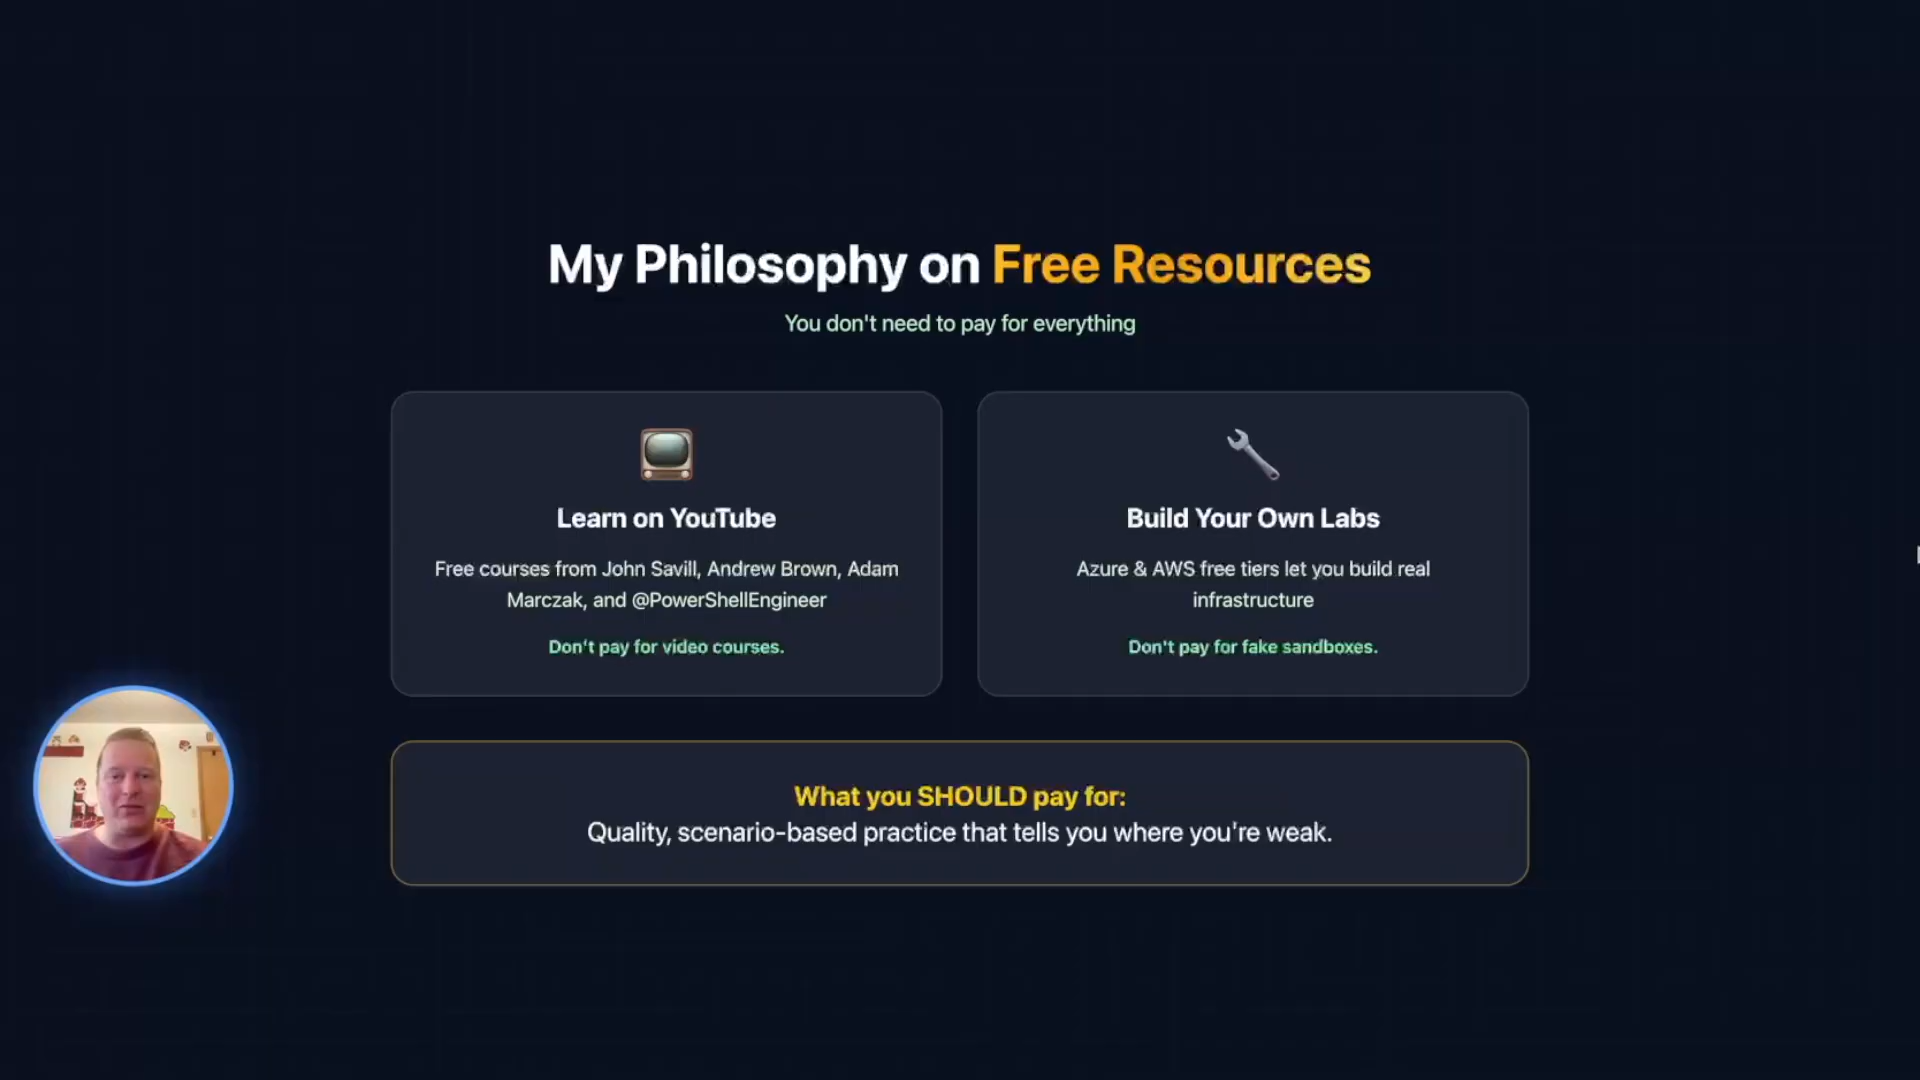 My Philosophy on Free Resources
You don't need to pay for everything
Learn on YouTube
Free courses from John Savill, Andrew Brown, Adam
Marczak, and @PowerShellEngineer
Don't pay for video courses.
Build Your Own Labs
Azure & AWS free tiers let you build real
infrastructure
Don't pay for fake sandboxes.
What you SHOULD pay for:
Quality, scenario-based practice that tells you where you're weak.